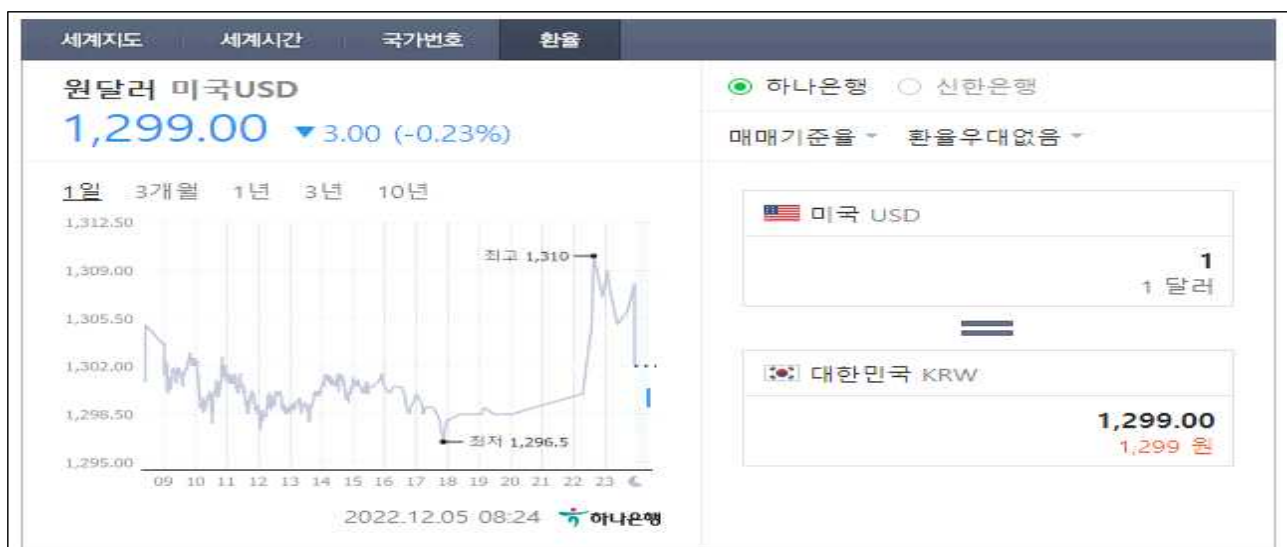 세계지도 세계시간 국가번호 환율
원달러 미국USD
1,299.00 ▼3.00 (-0.23%)
1일 3개월 1년 3년 10년
1,312.50
1,309.00
1,305.50
1,302.00
1,298.50
1,295.00
최고 1,310
최저 1,296.5
09 10 11 12 13 14 15 16 17 18 19 20 21 22 23
2022.12.05 08:24 하나은행
하나은행 신한은행
매매기준율 환율우대없음
미국 USD
1
1 달러
대한민국 KRW
1,299.00
1,299 원